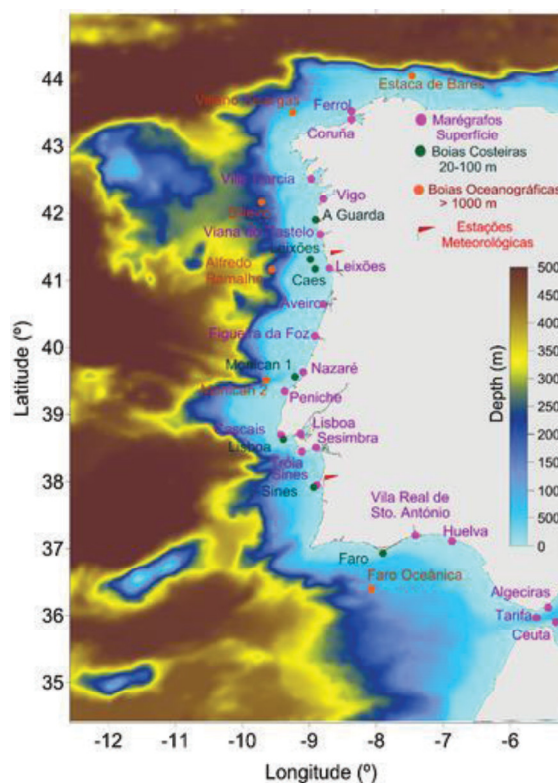 44
43
42
41
40
39
38
37
36
35
Latitude (º)
-12
-11
-10
-9
-8
-7
-6
Longitude (º)
Estaca de Bares
Ferrol
Coruña
Marégrafos
Superfície
Boias Costeiras
20-100 m
Boias Oceanográficas
> 1000 m
Estações
Meteorológicas
Vigo
A Guarda
Viana do Castelo
Leixões
Alfredo
Ramalho
Leixões
Caes
Aveiro
Figueira da Foz
Monican 1
Nazaré
Monican 2
Peniche
Cascais
Lisboa
Lisboa
Sesimbra
Tróia
Sines
Sines
Vila Real de
Sto. António
Huelva
Faro
Faro Oceânica
Algeciras
Tarifa
Ceuta
Depth (m)
500
450
400
350
300
250
200
150
100
500
0